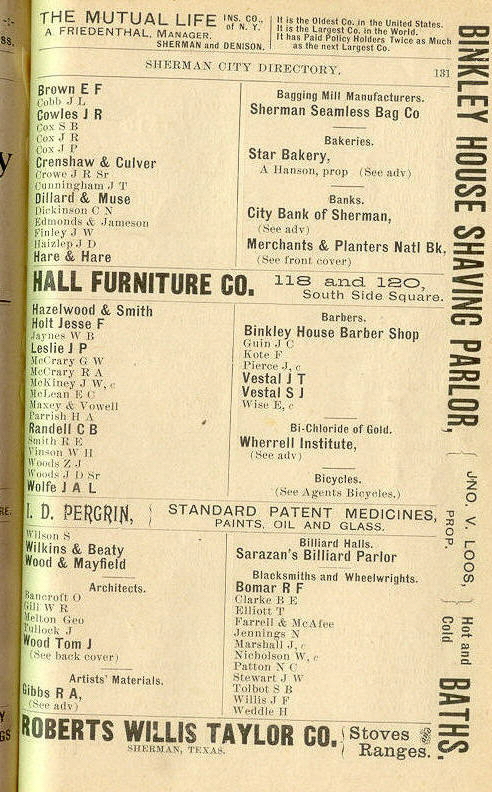 THE MUTUAL LIFE INS. CO., of N. Y.
A. FRIEDENTHAL, MANAGER.
SHERMAN and DENISON.
It is the Oldest Co. in the United States.
It is the Largest Co. in the World.
It has Paid Policy Holders Twice as Much
as the next Largest Co.
SHERMAN CITY DIRECTORY. 131
Brown E F
Cobb J L
Cowles J R
Cox S B
Cox J R
Cox J P
Crenshaw & Culver
Crowe J R Sr
Cunningham J T
Dillard & Muse
Dickinson C N
Edmonds & Jameson
Finley J W
Haizlep J D
Hare & Hare
Bagging Mill Manufacturers.
Sherman Seamless Bag Co
Bakeries.
Star Bakery,
A Hanson, prop (See adv)
Banks.
City Bank of Sherman,
(See adv)
Merchants & Planters Natl Bk,
(See front cover)
HALL FURNITURE CO. 118 and 120,
South Side Square.
Hazelwood & Smith
Holt Jesse F
Jaynes W B
Leslie J P
McCrary G W
McCrary R A
McKiney J W, c
McLean E C
Maxey & Vowell
Parrish H A
Randell C B
Smith R E
Vinson W H
Woods Z J
Woods J D Sr
Wolfe J A L
Barbers.
Binkley House Barber Shop
Guin J C
Kote F
Pierce J, c
Vestal J T
Vestal S J
Wise E, c
Bi-Chloride of Gold.
Wherrell Institute,
(See adv)
Bicycles.
(See Agents Bicycles.)
I. D. PERGRIN, STANDARD PATENT MEDICINES,
PAINTS, OIL AND GLASS.
Wilson S
Wilkins & Beaty
Wood & Mayfield
Architects.
Bancroft O
Gill W R
Melton Geo
Tullock J
Wood Tom J
(See back cover)
Artists' Materials.
Gibbs R A,
(See adv)
Billiard Halls.
Sarazan's Billiard Parlor
Blacksmiths and Wheelwrights.
Bomar R F
Clarke B E
Elliott T
Farrell & McAfee
Jennings N
Marshall J, c
Nicholson W, c
Patton N C
Stewart J W
Tolbot S B
Willis J F
Weddle H
ROBERTS WILLIS TAYLOR CO. Stoves &
Ranges.
SHERMAN, TEXAS.
BINKLEY HOUSE SHAVING PARLOR,
JNO. V. LOOS,
PROP.
Hot and
Cold
BATHS.